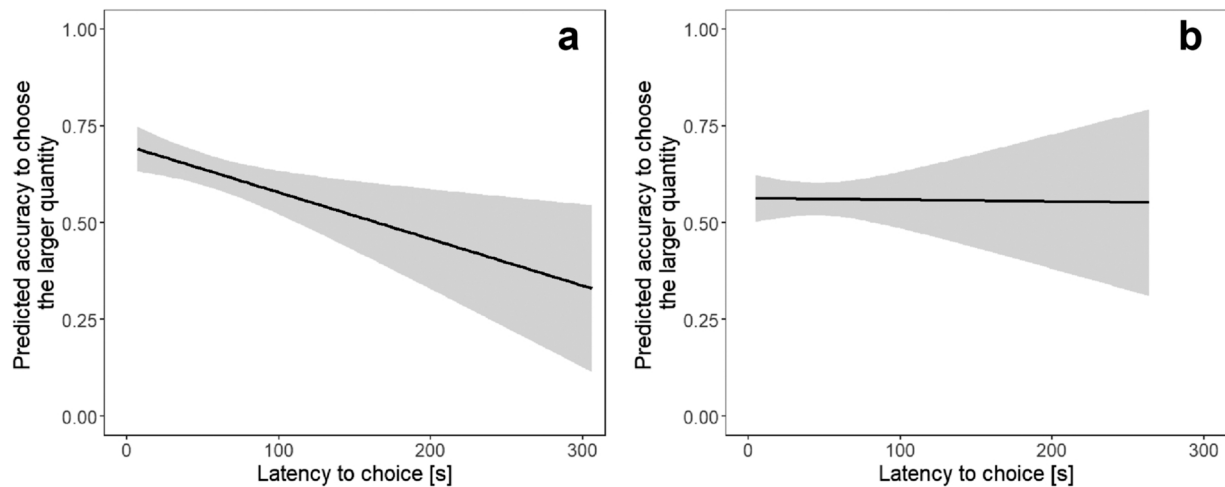 a
1.00
0.75
0.50
0.25
0.00
Predicted accuracy to choose
the larger quantity
0
100
200
300
Latency to choice [s]
b
1.00
0.75
0.50
0.25
0.00
Predicted accuracy to choose
the larger quantity
0
100
200
300
Latency to choice [s]